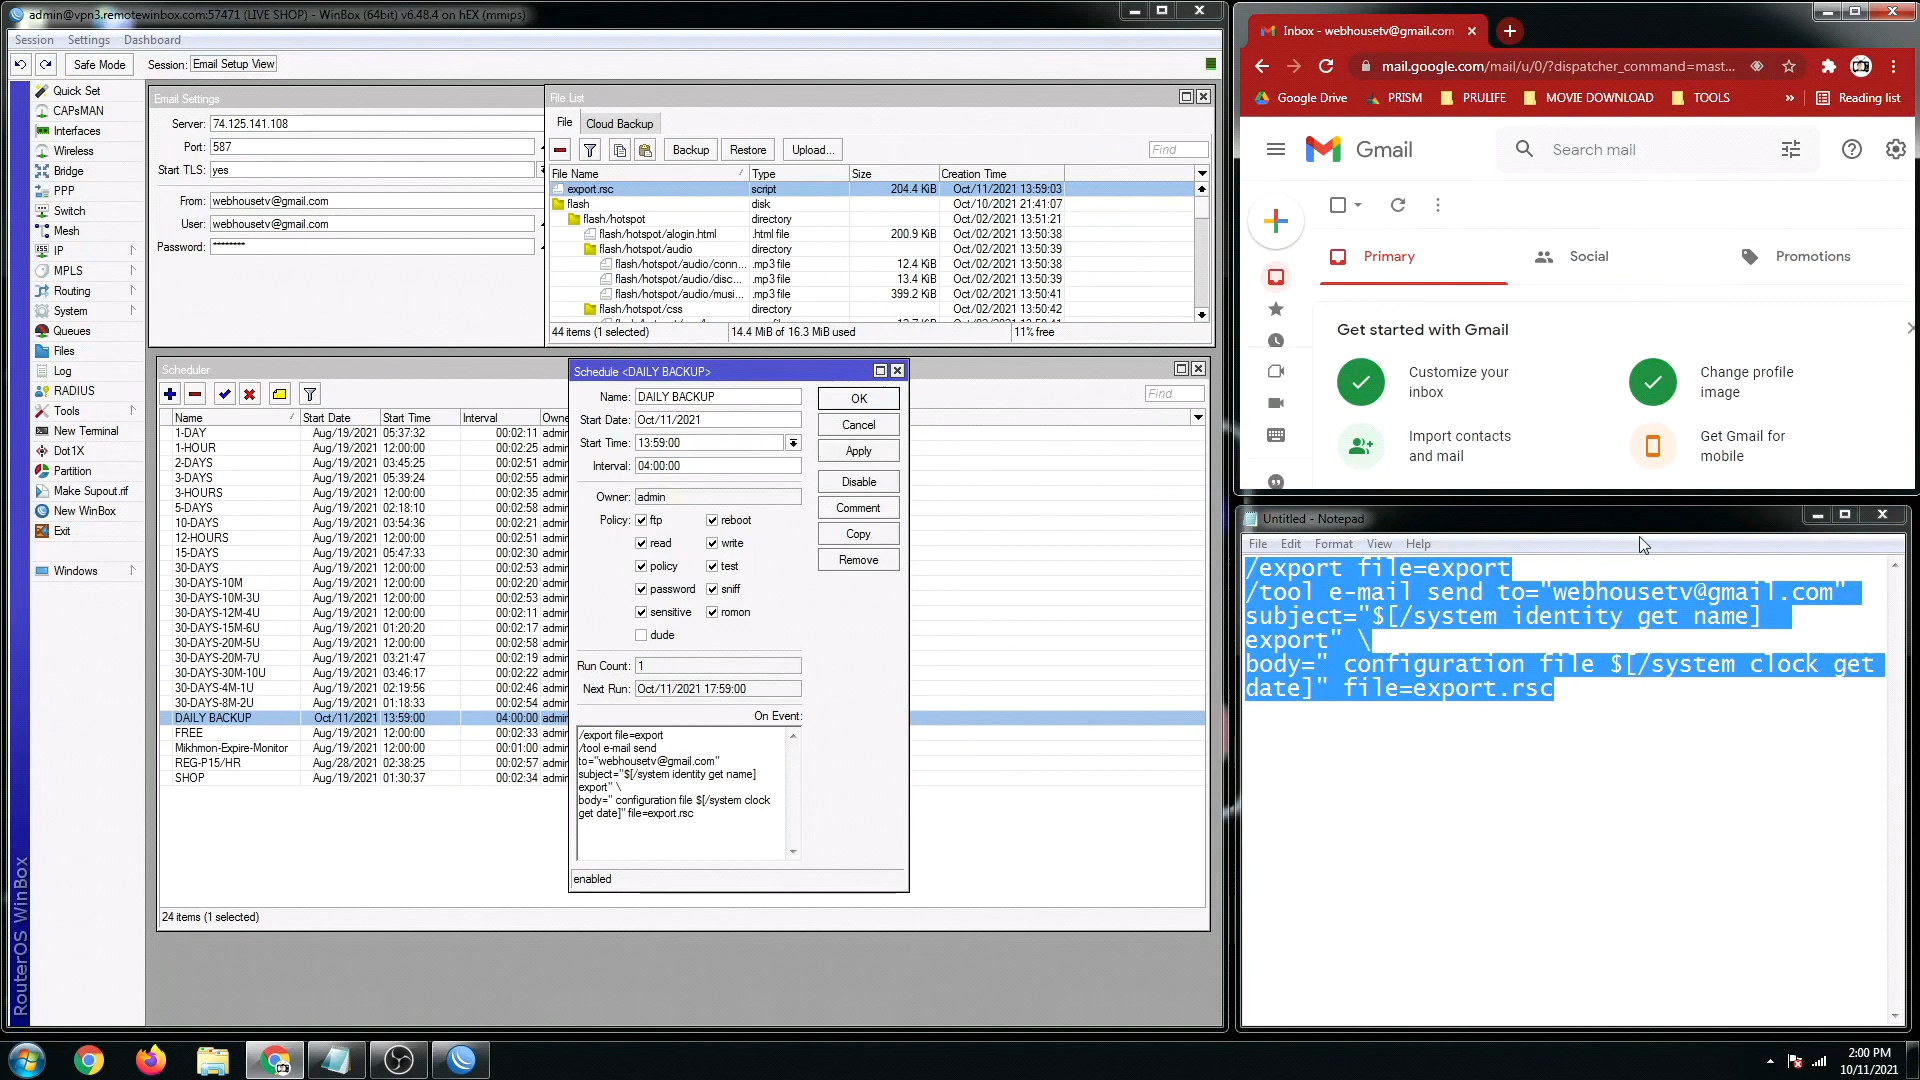 admin@vpn3.remotewinbox.com:57471 (LIVE SHOP) - WinBox (64bit) v6.48.4 on hEX (mmips)
Session Settings Dashboard
Safe Mode Session: Email Setup View
Quick Set
CAPsMAN
Interfaces
Wireless
Bridge
PPP
Switch
Mesh
IP
MPLS
Routing
System
Queues
Files
Log
RADIUS
Tools
New Terminal
Dot1X
Partition
Make Supout.rif
New WinBox
Exit
Windows
RouterOS WinBox
Email Settings
Server: 74.125.141.108
Port: 587
Start TLS: yes
From: webhousetv@gmail.com
User: webhousetv@gmail.com
Password: ********
File List
File Cloud Backup
Backup Restore Upload... Find
File Name Type Size Creation Time
export.rsc script 204.4 KiB Oct/11/2021 13:59:03
flash disk Oct/10/2021 21:41:07
flash/hotspot directory Oct/02/2021 13:51:21
flash/hotspot/alogin.html .html file 200.9 KiB Oct/02/2021 13:50:38
flash/hotspot/audio directory Oct/02/2021 13:50:39
flash/hotspot/audio/conn... .mp3 file 12.4 KiB Oct/02/2021 13:50:38
flash/hotspot/audio/disc... .mp3 file 13.4 KiB Oct/02/2021 13:50:39
flash/hotspot/audio/musi... .mp3 file 399.2 KiB Oct/02/2021 13:50:41
flash/hotspot/css directory Oct/02/2021 13:50:42
44 items (1 selected) 14.4 MiB of 16.3 MiB used 11% free
Scheduler
Find
Name Start Date Start Time Interval Owne
1-DAY Aug/19/2021 05:37:32 00:02:11 admin
1-HOUR Aug/19/2021 12:00:00 00:02:25 admin
2-DAYS Aug/19/2021 03:45:25 00:02:51 admin
3-DAYS Aug/19/2021 05:39:24 00:02:55 admin
3-HOURS Aug/19/2021 12:00:00 00:02:35 admin
5-DAYS Aug/19/2021 02:18:10 00:02:58 admin
10-DAYS Aug/19/2021 03:54:36 00:02:21 admin
12-HOURS Aug/19/2021 12:00:00 00:02:51 admin
15-DAYS Aug/19/2021 05:47:33 00:02:30 admin
30-DAYS Aug/19/2021 12:00:00 00:02:53 admin
30-DAYS-10M Aug/19/2021 12:00:00 00:02:20 admin
30-DAYS-10M-3U Aug/19/2021 12:00:00 00:02:53 admin
30-DAYS-12M-4U Aug/19/2021 12:00:00 00:02:11 admin
30-DAYS-15M-6U Aug/19/2021 01:20:20 00:02:17 admin
30-DAYS-20M-5U Aug/19/2021 12:00:00 00:02:58 admin
30-DAYS-20M-7U Aug/19/2021 03:21:47 00:02:19 admin
30-DAYS-30M-10U Aug/19/2021 03:46:17 00:02:22 admin
30-DAYS-4M-1U Aug/19/2021 02:19:56 00:02:46 admin
30-DAYS-8M-2U Aug/19/2021 01:18:33 00:02:54 admin
DAILY BACKUP Oct/11/2021 13:59:00 04:00:00 admin
FREE Aug/19/2021 12:00:00 00:02:33 admin
Mikhmon-Expire-Monitor Aug/19/2021 12:00:00 00:01:00 admin
REG-P15/HR Aug/28/2021 02:38:25 00:02:57 admin
SHOP Aug/19/2021 01:30:37 00:02:34 admin
24 items (1 selected)
Schedule <DAILY BACKUP>
Name: DAILY BACKUP
Start Date: Oct/11/2021
Start Time: 13:59:00
Interval: 04:00:00
Owner: admin
Policy: ftp reboot
read write
policy test
password sniff
sensitive romon
dude
Run Count: 1
Next Run: Oct/11/2021 17:59:00
On Event:
/export file=export
/tool e-mail send
to="webhousetv@gmail.com"
subject="$[/system identity get name]
export" \
body=" configuration file $[/system clock
get date]" file=export.rsc
enabled
OK
Cancel
Apply
Disable
Comment
Copy
Remove
Inbox - webhousetv@gmail.com
mail.google.com/mail/u/0/?dispatcher_command=mast...
Google Drive PRISM PRULIFE MOVIE DOWNLOAD TOOLS » Reading list
Gmail Search mail
Primary Social Promotions
Get started with Gmail
Customize your
inbox
Change profile
image
Import contacts
and mail
Get Gmail for
mobile
Untitled - Notepad
File Edit Format View Help
/export file=export
/tool e-mail send to="webhousetv@gmail.com"
subject="$[/system identity get name]
export" \
body=" configuration file $[/system clock get
date]" file=export.rsc
2:00 PM
10/11/2021